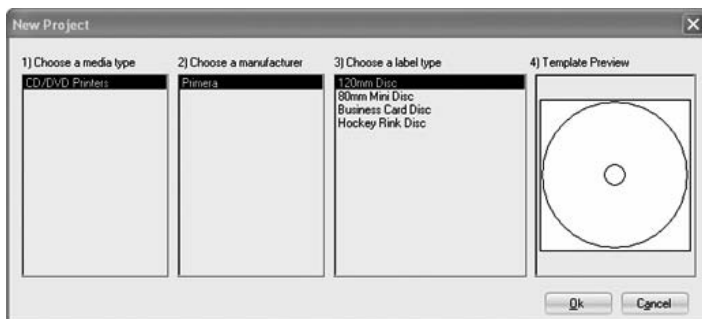 New Project
1) Choose a media type
2) Choose a manufacturer
3) Choose a label type
4) Template Preview
CD/DVD Printers
Primera
120mm Disc
80mm Mini Disc
Business Card Disc
Hockey Rink Disc
Ok
Cancel